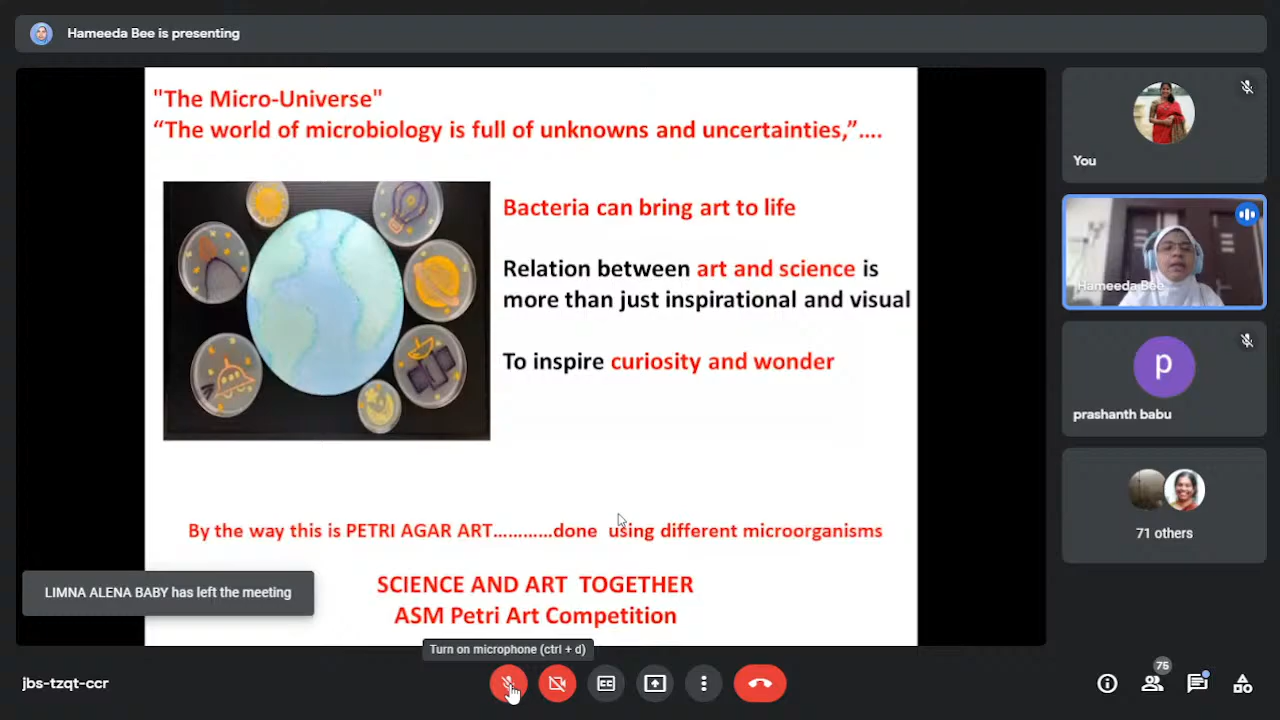 Hameeda Bee is presenting
"The Micro-Universe"
“The world of microbiology is full of unknowns and uncertainties,”....
Bacteria can bring art to life
Relation between art and science is
more than just inspirational and visual
To inspire curiosity and wonder
By the way this is PETRI AGAR ART............done using different microorganisms
SCIENCE AND ART TOGETHER
ASM Petri Art Competition
LIMNA ALENA BABY has left the meeting
Turn on microphone (ctrl + d)
jbs-tzqt-ccr
75
You
Hameeda Bee
p
prashanth babu
71 others